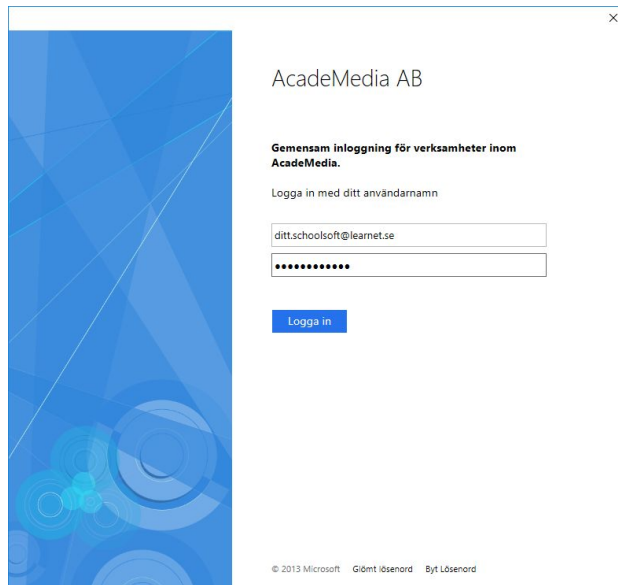 AcadeMedia AB
Gemensam inloggning för verksamheter inom
AcadeMedia.
Logga in med ditt användarnamn
ditt.schoolsoft@learnet.se
●●●●●●●●●●●●
Logga in
© 2013 Microsoft Glömt lösenord Byt Lösenord